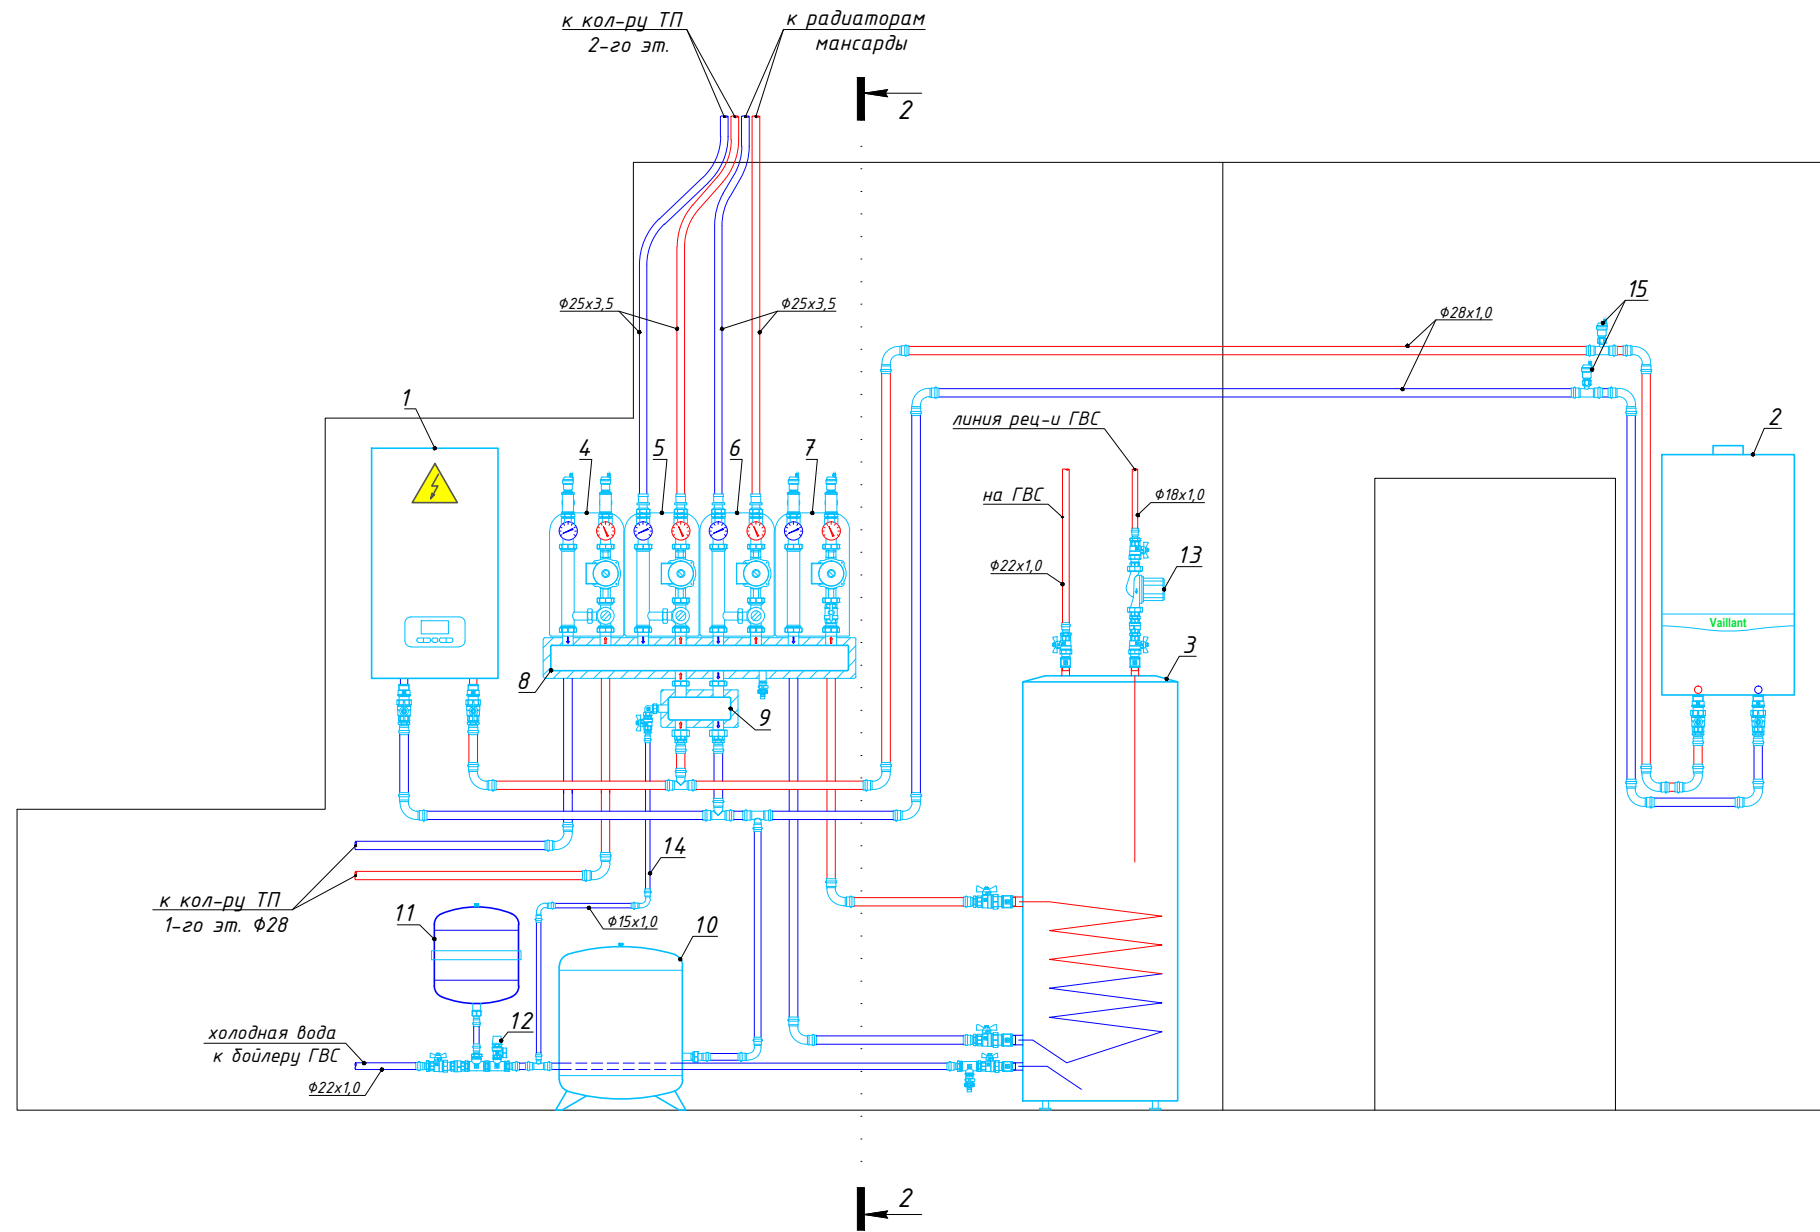 к кол-ру ТП
2-го эт.
к радиаторам
мансарды
2
Ф25х3,5
Ф25х3,5
Ф28х1,0
15
1
4
5
6
7
линия рец-и ГВС
2
на ГВС
Ф18х1,0
Ф22х1,0
13
Vaillant
3
8
9
14
к кол-ру ТП
1-го эт. Ф28
11
Ф15х1,0
10
холодная вода
к бойлеру ГВС
12
Ф22х1,0
2